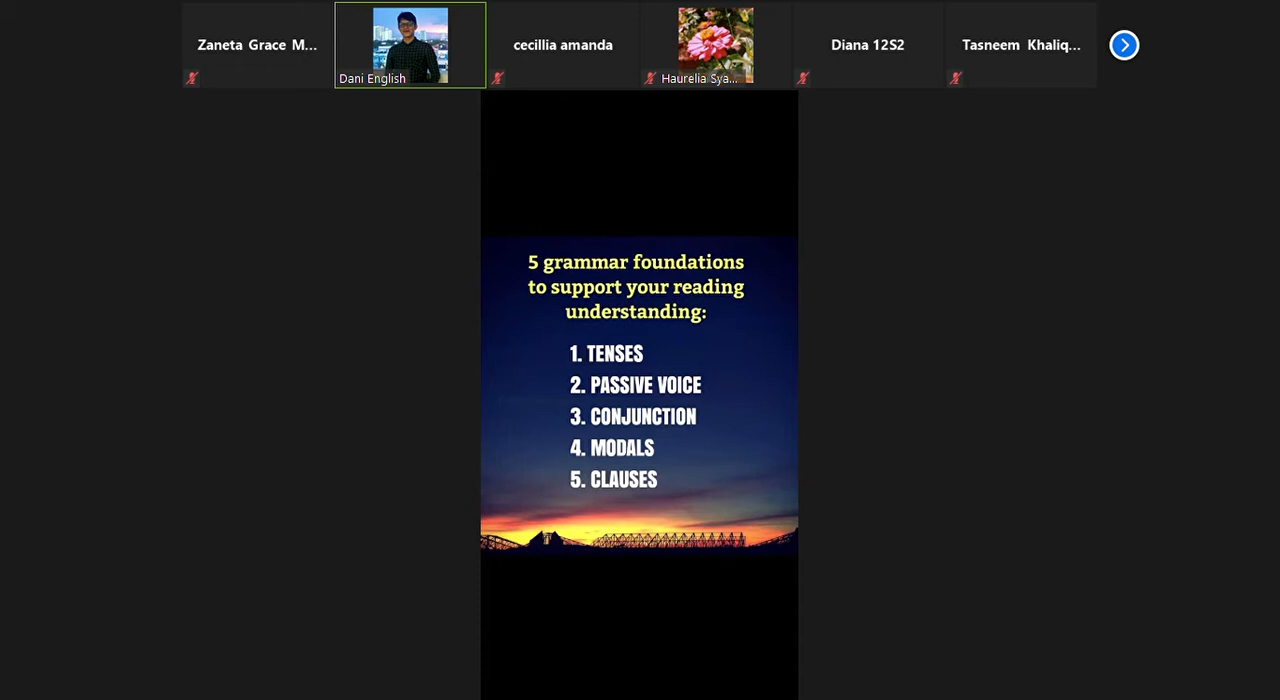 Zaneta Grace M...
Dani English
cecillia amanda
Haurelia Sya...
Diana 12S2
Tasneem Khaliq...
5 grammar foundations
to support your reading
understanding:
1. TENSES
2. PASSIVE VOICE
3. CONJUNCTION
4. MODALS
5. CLAUSES